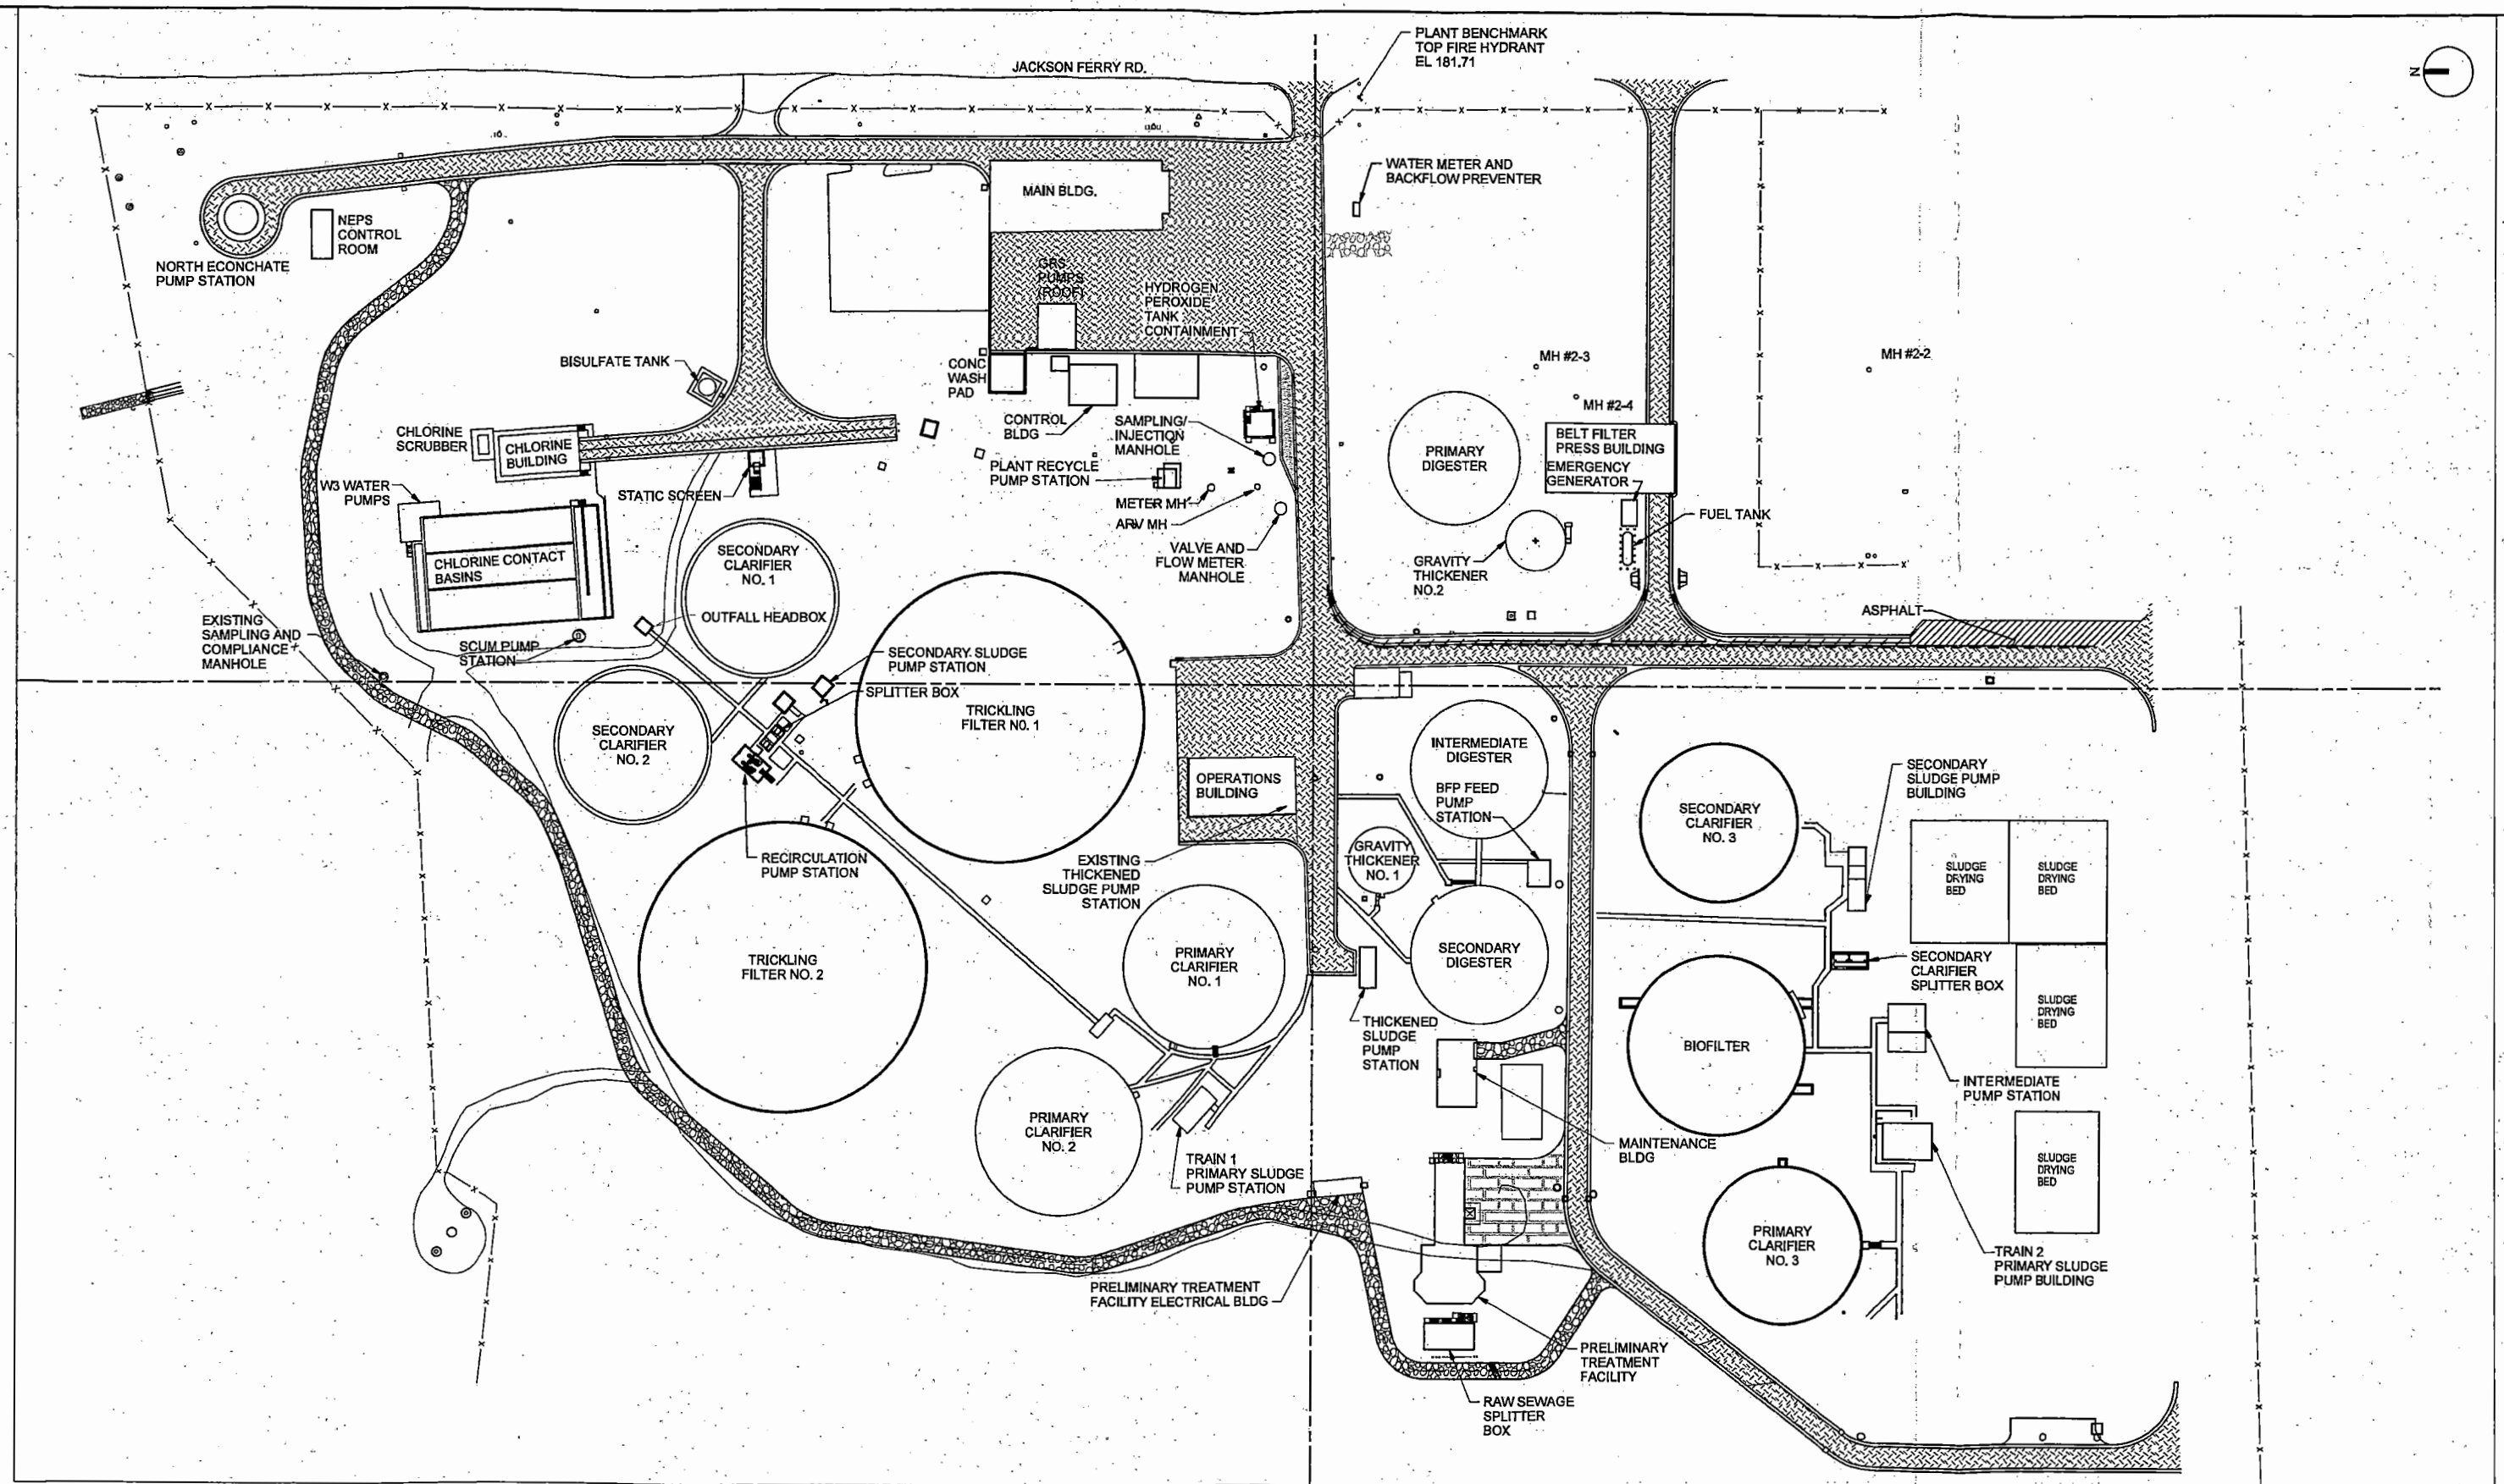 PLANT BENCHMARK
TOP FIRE HYDRANT
EL 181.71
JACKSON FERRY RD.
N
WATER METER AND
BACKFLOW PREVENTER
MAIN BLDG.
NEPS
CONTROL
ROOM
NORTH ECONCHATE
PUMP STATION
GBS
PUMPS
(ROOF)
HYDROGEN
PEROXIDE
TANK
CONTAINMENT
BISULFATE TANK
CONC
WASH
PAD
MH #2-3
MH #2-2
MH #2-4
CONTROL
BLDG
SAMPLING/
INJECTION
MANHOLE
CHLORINE
SCRUBBER
CHLORINE
BUILDING
PRIMARY
DIGESTER
BELT FILTER
PRESS BUILDING
EMERGENCY
GENERATOR
PLANT RECYCLE
PUMP STATION
W3 WATER
PUMPS
STATIC SCREEN
METER MH
ARV MH
FUEL TANK
VALVE AND
FLOW METER
MANHOLE
GRAVITY
THICKENER
NO.2
SECONDARY
CLARIFIER
NO. 1
CHLORINE CONTACT
BASINS
OUTFALL HEADBOX
ASPHALT
EXISTING
SAMPLING AND
COMPLIANCE
MANHOLE
SCUM PUMP
STATION
SECONDARY SLUDGE
PUMP STATION
SPLITTER BOX
TRICKLING
FILTER NO. 1
SECONDARY
CLARIFIER
NO. 2
INTERMEDIATE
DIGESTER
BFP FEED
PUMP
STATION
OPERATIONS
BUILDING
SECONDARY
SLUDGE PUMP
BUILDING
SECONDARY
CLARIFIER
NO. 3
RECIRCULATION
PUMP STATION
EXISTING
THICKENED
SLUDGE PUMP
STATION
GRAVITY
THICKENER
NO. 1
SLUDGE
DRYING
BED
SLUDGE
DRYING
BED
TRICKLING
FILTER NO. 2
PRIMARY
CLARIFIER
NO. 1
SECONDARY
DIGESTER
SECONDARY
CLARIFIER
SPLITTER BOX
SLUDGE
DRYING
BED
THICKENED
SLUDGE
PUMP
STATION
BIOFILTER
INTERMEDIATE
PUMP STATION
PRIMARY
CLARIFIER
NO. 2
MAINTENANCE
BLDG
TRAIN 1
PRIMARY SLUDGE
PUMP STATION
SLUDGE
DRYING
BED
PRIMARY
CLARIFIER
NO. 3
TRAIN 2
PRIMARY SLUDGE
PUMP BUILDING
PRELIMINARY TREATMENT
FACILITY ELECTRICAL BLDG
PRELIMINARY
TREATMENT
FACILITY
RAW SEWAGE
SPLITTER
BOX